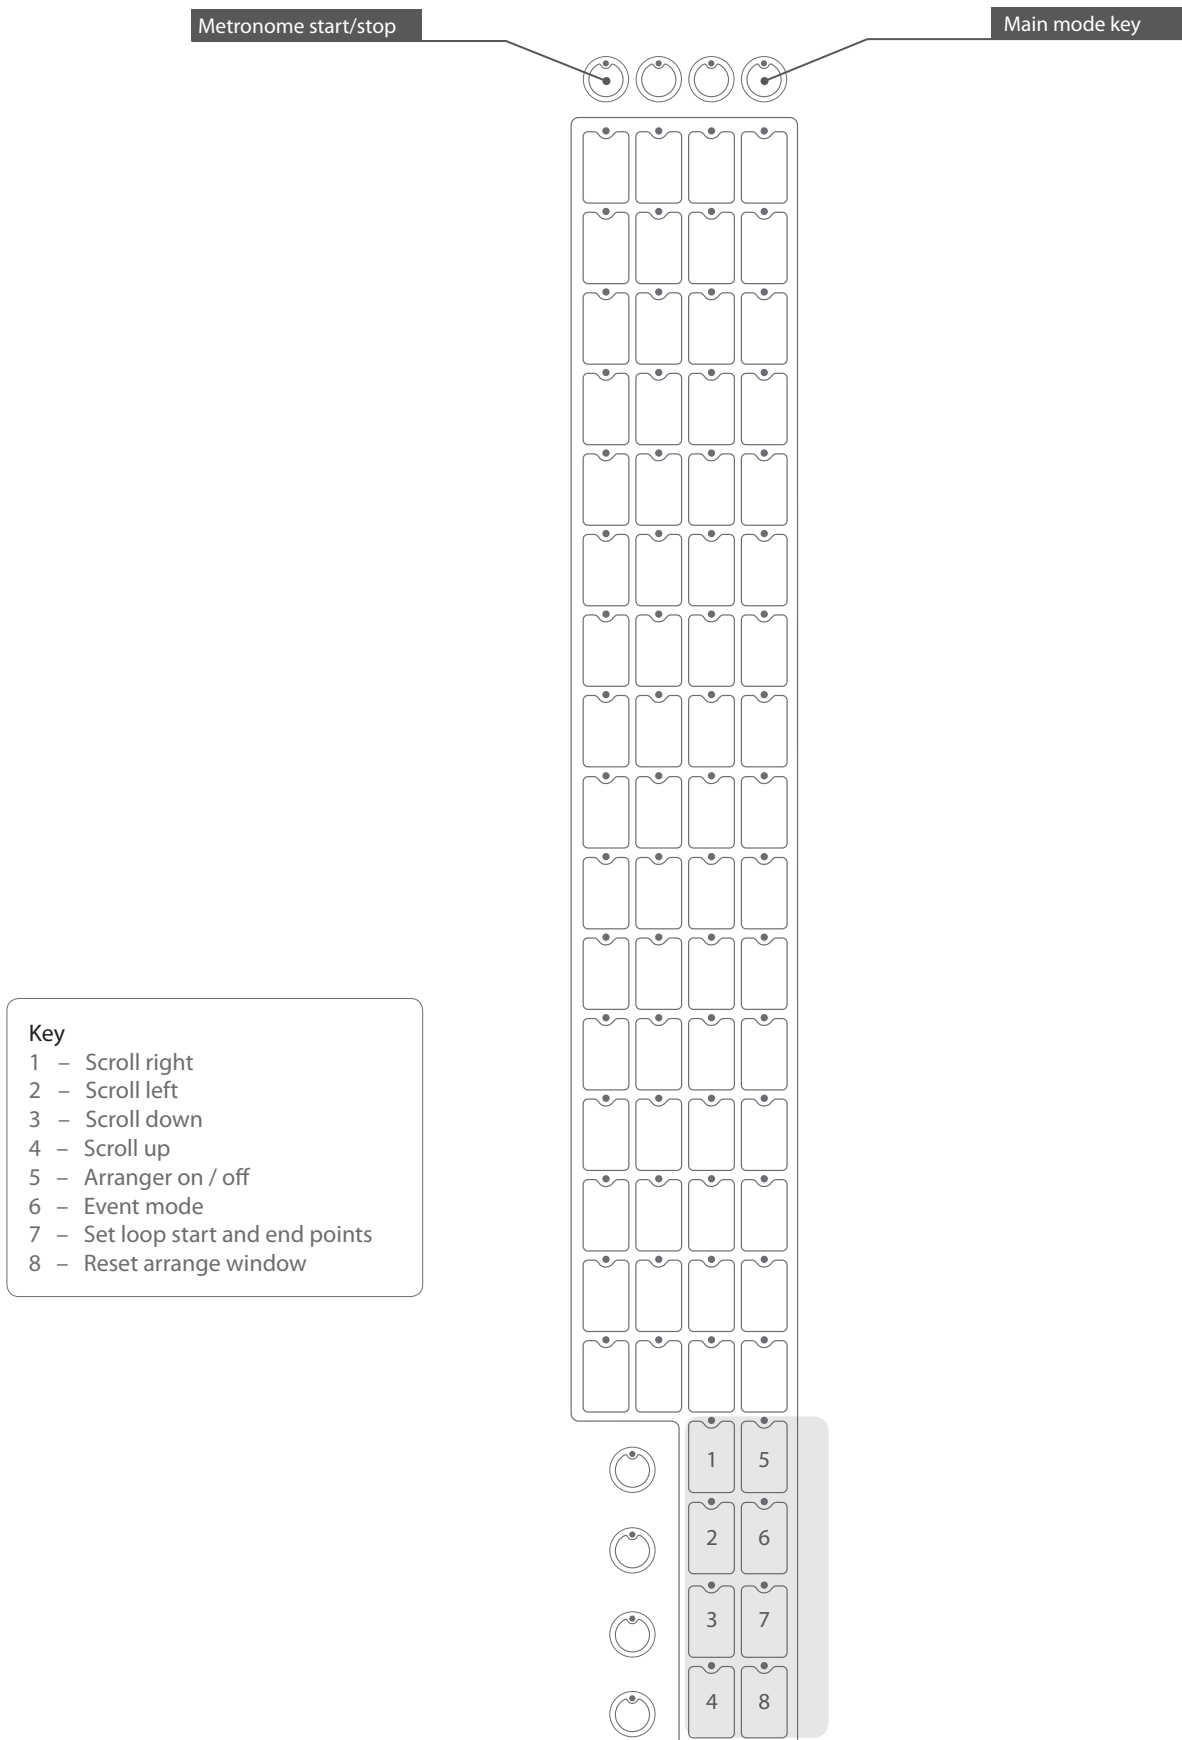 Metronome start/stop
Main mode key
Key
1 – Scroll right
2 – Scroll left
3 – Scroll down
4 – Scroll up
5 – Arranger on / off
6 – Event mode
7 – Set loop start and end points
8 – Reset arrange window
1 5
2 6
3 7
4 8